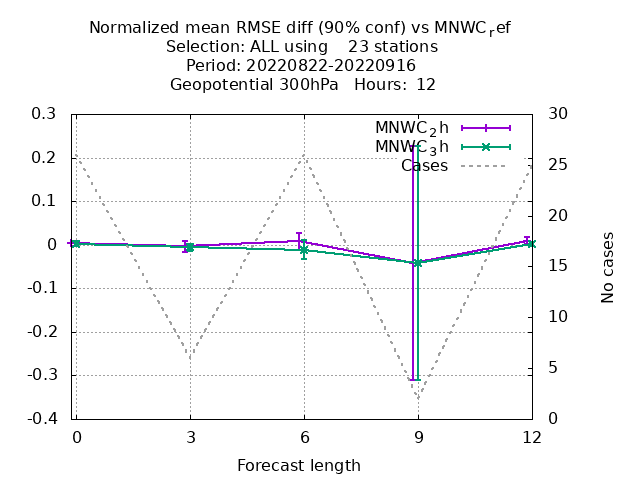 Normalized mean RMSE diff (90% conf) vs MNWC_ref
Selection: ALL using    23 stations
Period: 20220822-20220916
Geopotential 300hPa   Hours:  12
0.3
0.2
0.1
0
-0.1
-0.2
-0.3
-0.4
30
25
20
15
10
5
0
MNWC_2h
MNWC_3h
Cases
No cases
0 3 6 9 12
Forecast length